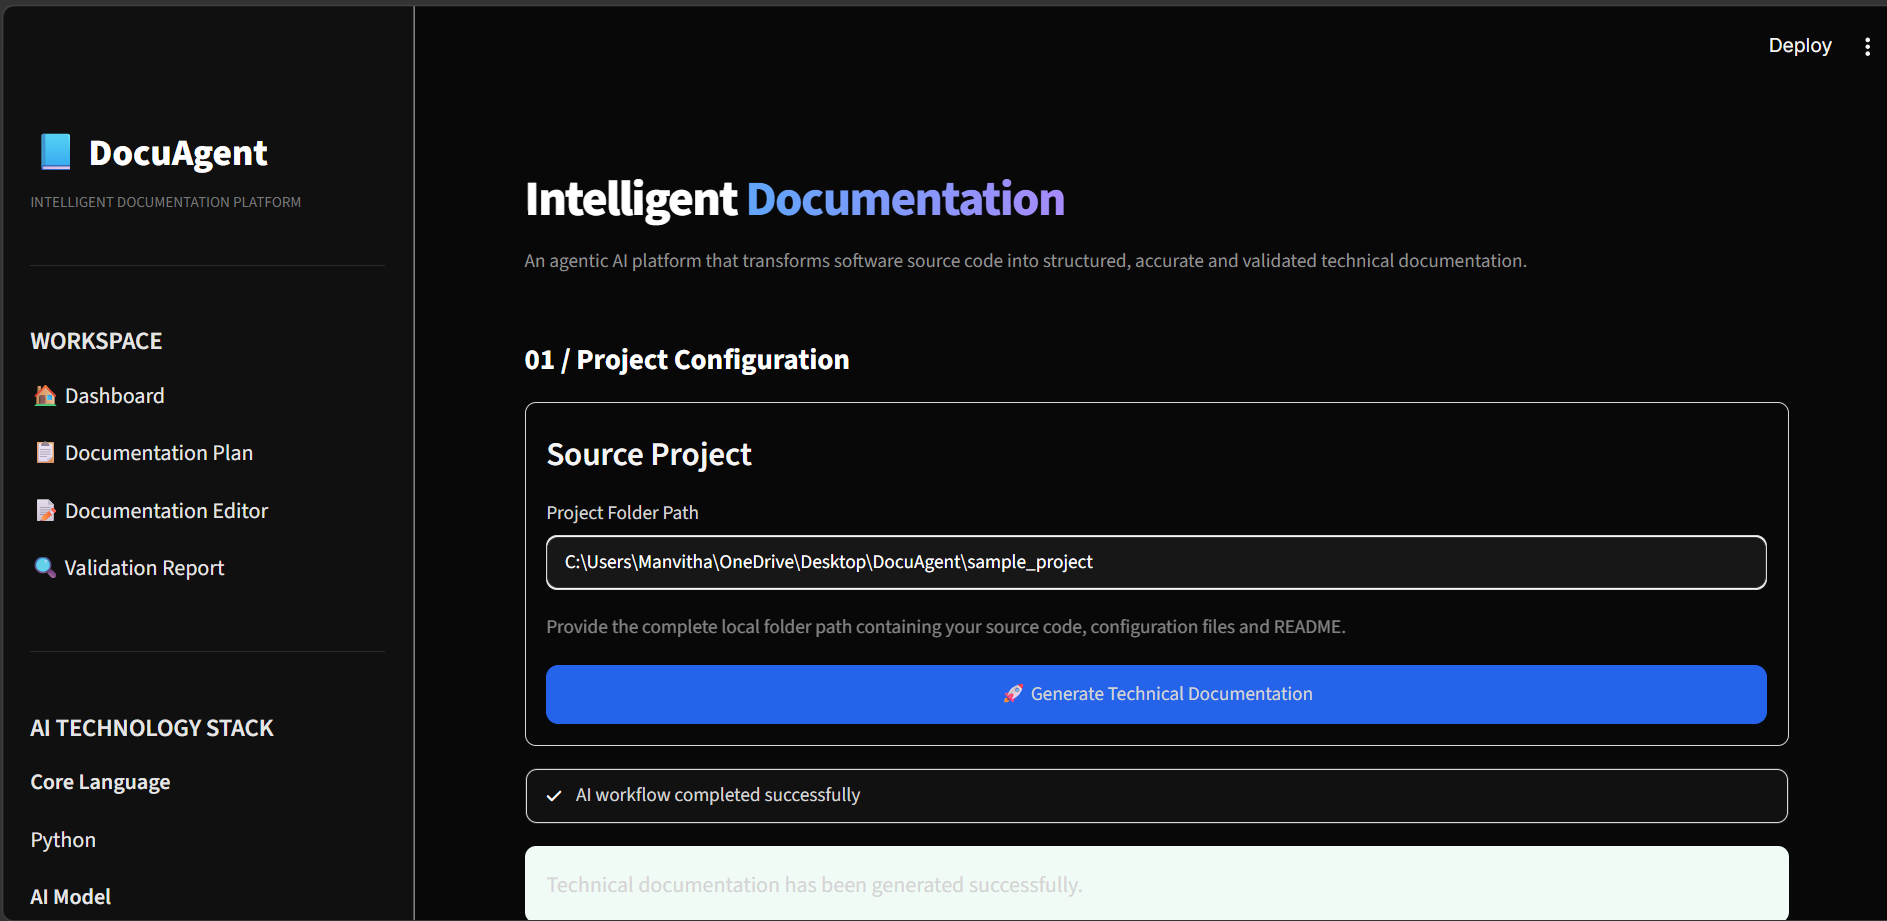 Deploy
DocuAgent
INTELLIGENT DOCUMENTATION PLATFORM
WORKSPACE
Dashboard
Documentation Plan
Documentation Editor
Validation Report
AI TECHNOLOGY STACK
Core Language
Python
AI Model
Intelligent Documentation
An agentic AI platform that transforms software source code into structured, accurate and validated technical documentation.
01 / Project Configuration
Source Project
Project Folder Path
C:\Users\Manvitha\OneDrive\Desktop\DocuAgent\sample_project
Provide the complete local folder path containing your source code, configuration files and README.
Generate Technical Documentation
AI workflow completed successfully
Technical documentation has been generated successfully.